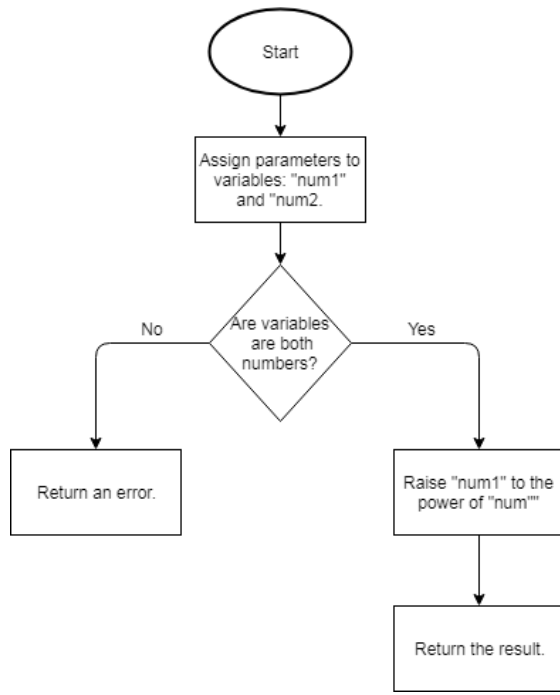 Start
Assign parameters to
variables: "num1"
and "num2.
Are variables
are both
numbers?
No
Yes
Return an error.
Raise "num1" to the
power of "num""
Return the result.